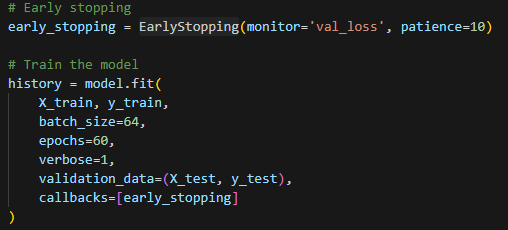 # Early stopping
early_stopping = EarlyStopping(monitor='val_loss', patience=10)
# Train the model
history = model.fit(
    X_train, y_train,
    batch_size=64,
    epochs=60,
    verbose=1,
    validation_data=(X_test, y_test),
    callbacks=[early_stopping]
)